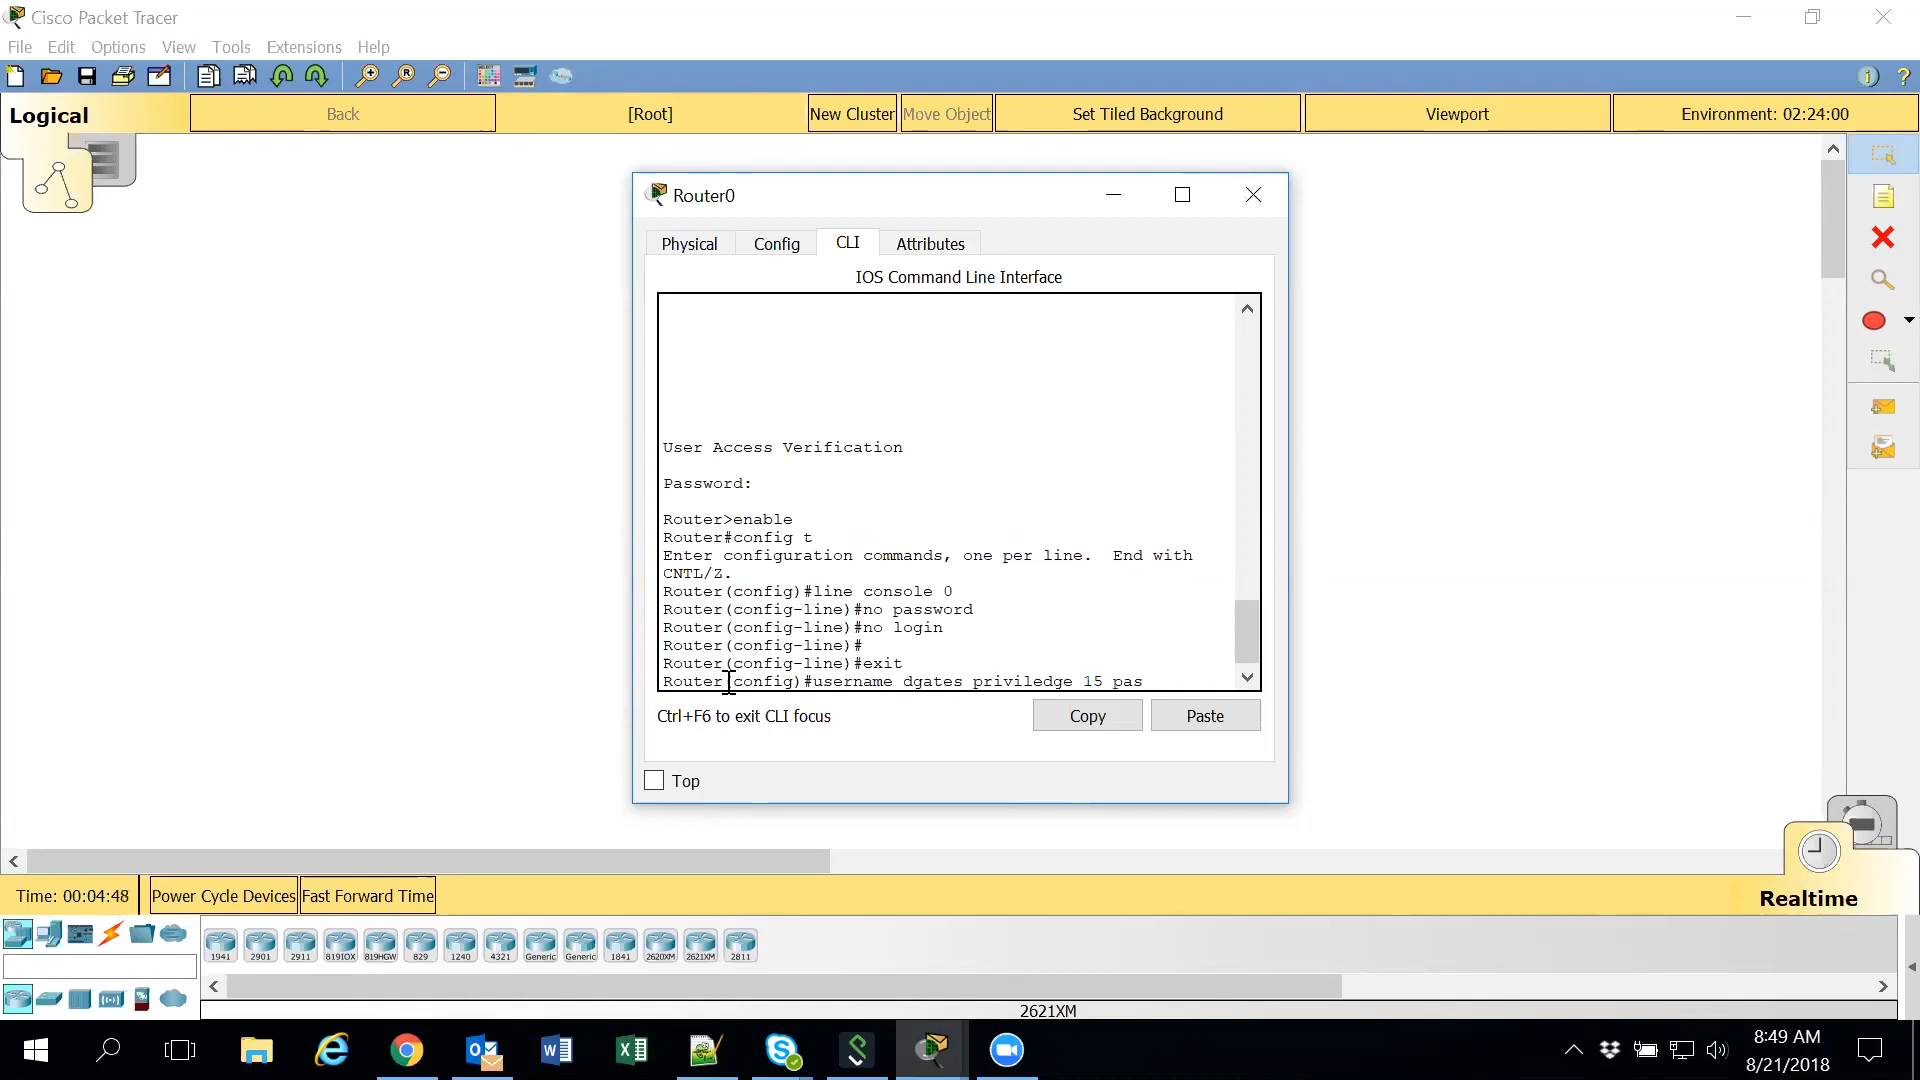 Cisco Packet Tracer
File Edit Options View Tools Extensions Help
Logical Back [Root] New Cluster Move Object Set Tiled Background Viewport Environment: 02:24:00
Router0
Physical Config CLI Attributes
IOS Command Line Interface
User Access Verification
Password:
Router>enable
Router#config t
Enter configuration commands, one per line. End with
CNTL/Z.
Router(config)#line console 0
Router(config-line)#no password
Router(config-line)#no login
Router(config-line)#
Router(config-line)#exit
Router(config)#username dgates priviledge 15 pas
Ctrl+F6 to exit CLI focus
Copy Paste
Top
Time: 00:04:48 Power Cycle Devices Fast Forward Time
Realtime
1941 2901 2911 819IOX 819HGW 829 1240 4321 Generic Generic 1841 2620XM 2621XM 2811
2621XM
8:49 AM
8/21/2018